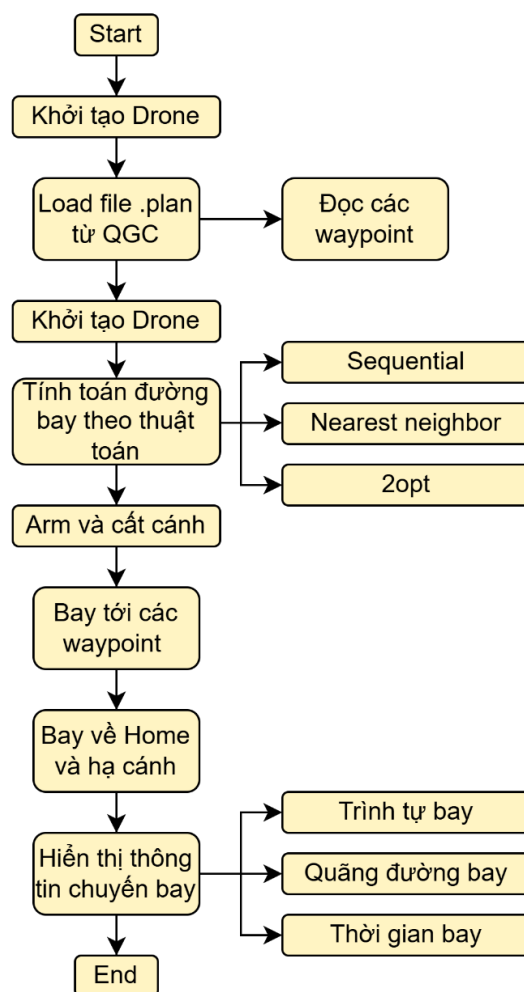 Start
Khởi tạo Drone
Load file .plan
từ QGC
Đọc các
waypoint
Khởi tạo Drone
Tính toán đường
bay theo thuật
toán
Sequential
Nearest neighbor
2opt
Arm và cất cánh
Bay tới các
waypoint
Bay về Home
và hạ cánh
Hiển thị thông
tin chuyến bay
Trình tự bay
Quãng đường bay
Thời gian bay
End